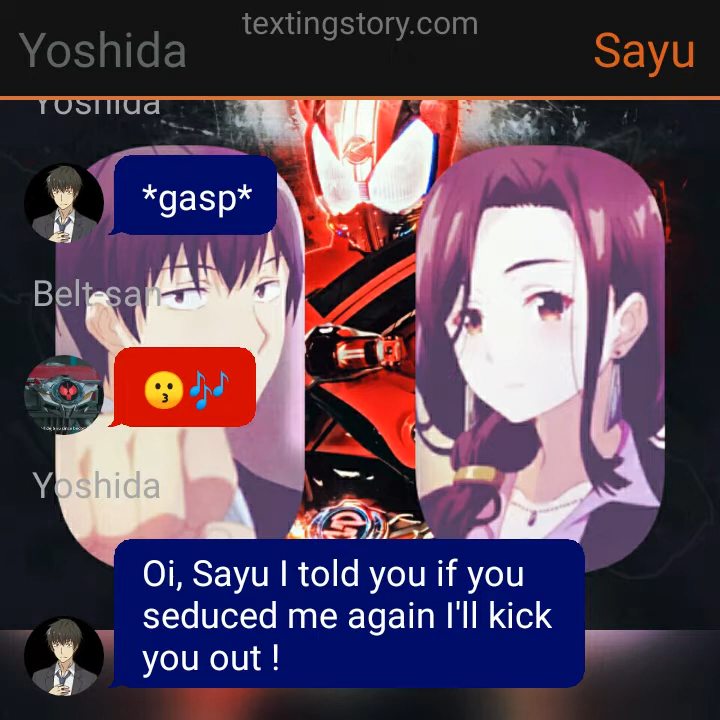 textingstory.com
Yoshida
Sayu
Yoshida
*gasp*
Belt-san
😗🎶
Yoshida
Oi, Sayu I told you if you
seduced me again I'll kick
you out !